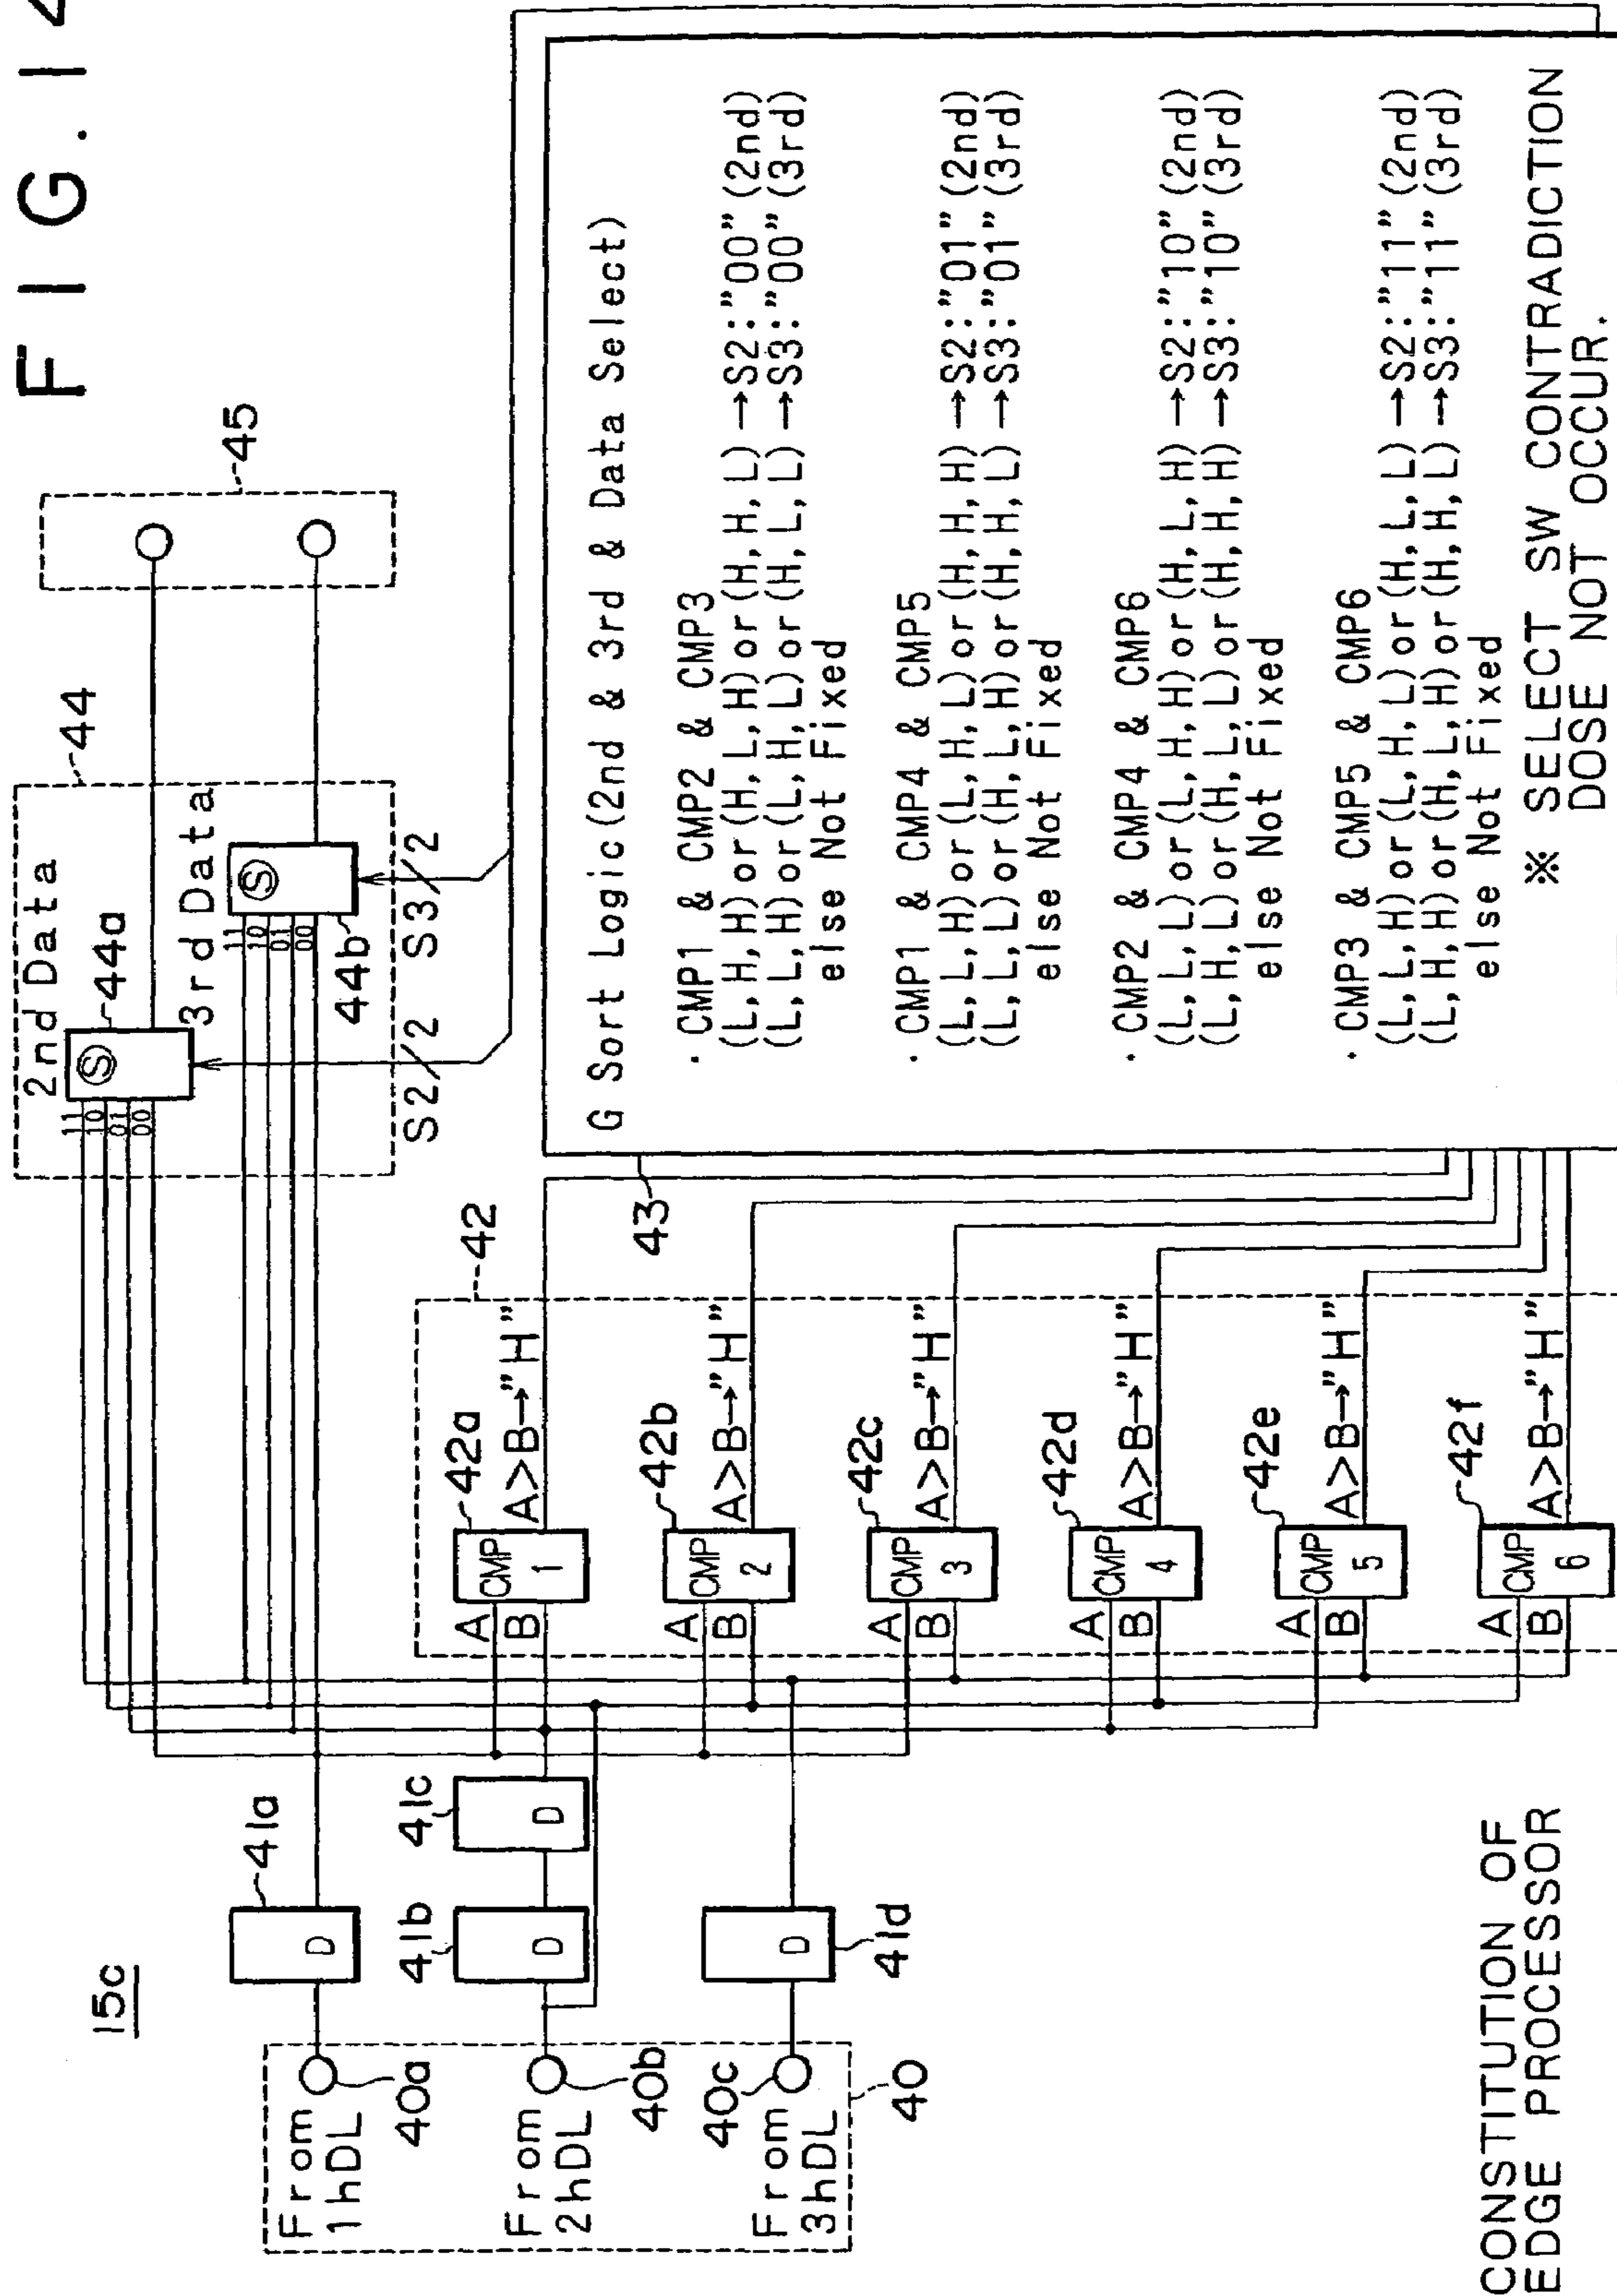 FIG. 14
15c
From
1hDL
40a
From
2hDL
40b
40c
From
3hDL
40
D
41a
D
41b
D
41c
D
41d
2nd Data
44a
44
S
11
10
01
00
3rd Data
S
11
10
01
00
44b
S2/2 S3/2
45
42
A
B
CMP
1
42a
A>B→"H"
A
B
CMP
2
42b
A>B→"H"
A
B
CMP
3
42c
A>B→"H"
A
B
CMP
4
42d
A>B→"H"
A
B
CMP
5
42e
A>B→"H"
A
B
CMP
6
42f
A>B→"H"
43
G Sort Logic(2nd & 3rd & Data Select)
. CMP1 & CMP2 & CMP3
(L,H,H)or(H,L,H)or(H,H,L)→S2:"00"(2nd)
(L,L,H)or(L,H,L)or(H,L,L)→S3:"00"(3rd)
else Not Fixed
. CMP1 & CMP4 & CMP5
(L,L,H)or(L,H,L)or(H,H,H)→S2:"01"(2nd)
(L,L,L)or(H,L,H)or(H,H,L)→S3:"01"(3rd)
else Not Fixed
. CMP2 & CMP4 & CMP6
(L,L,L)or(L,H,H)or(H,L,H)→S2:"10"(2nd)
(L,H,L)or(H,L,L)or(H,H,H)→S3:"10"(3rd)
else Not Fixed
. CMP3 & CMP5 & CMP6
(L,L,H)or(L,H,L)or(H,L,L)→S2:"11"(2nd)
(L,H,H)or(H,L,H)or(H,H,L)→S3:"11"(3rd)
else Not Fixed
※ SELECT SW CONTRADICTION
DOSE NOT OCCUR.
CONSTITUTION OF
EDGE PROCESSOR